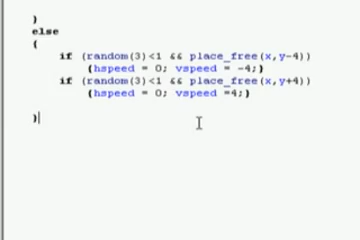 }
else
{
if (random(3)<1 && place_free(x,y-4))
{hspeed = 0; vspeed = -4;}
if (random(3)<1 && place_free(x,y+4))
{hspeed = 0; vspeed =4;}
}